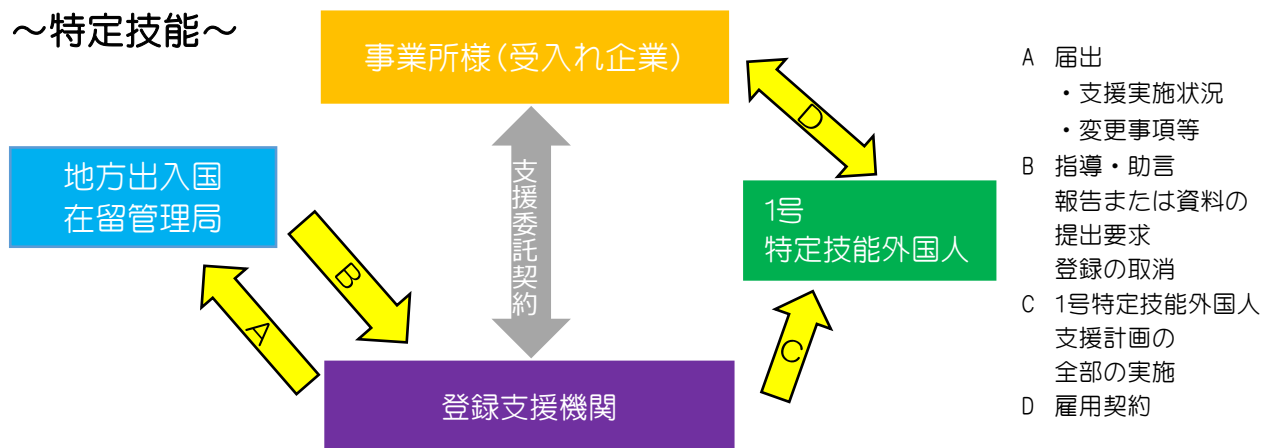 ～特定技能～
事業所様（受入れ企業）
地方出入国
在留管理局
支援委託契約
1号
特定技能外国人
登録支援機関
A
B
C
D
A 届出
・支援実施状況
・変更事項等
B 指導・助言
報告または資料の
提出要求
登録の取消
C 1号特定技能外国人
支援計画の
全部の実施
D 雇用契約